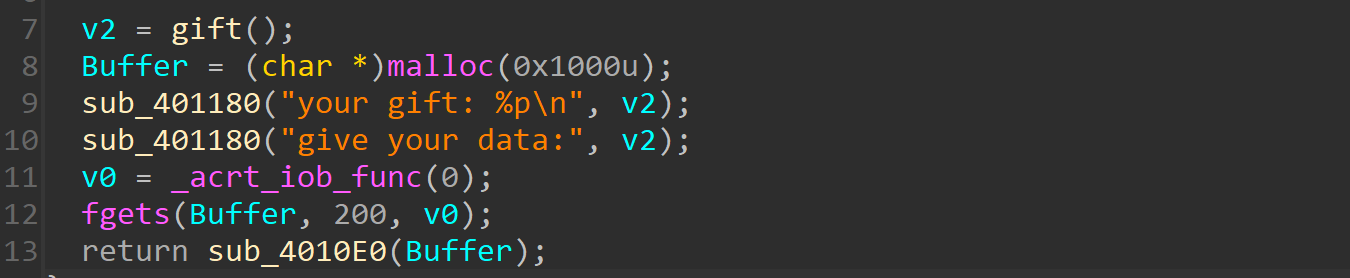 7 v2 = gift();
8 Buffer = (char *)malloc(0x1000u);
9 sub_401180("your gift: %p\n", v2);
10 sub_401180("give your data:", v2);
11 v0 = _acrt_iob_func(0);
12 fgets(Buffer, 200, v0);
13 return sub_4010E0(Buffer);